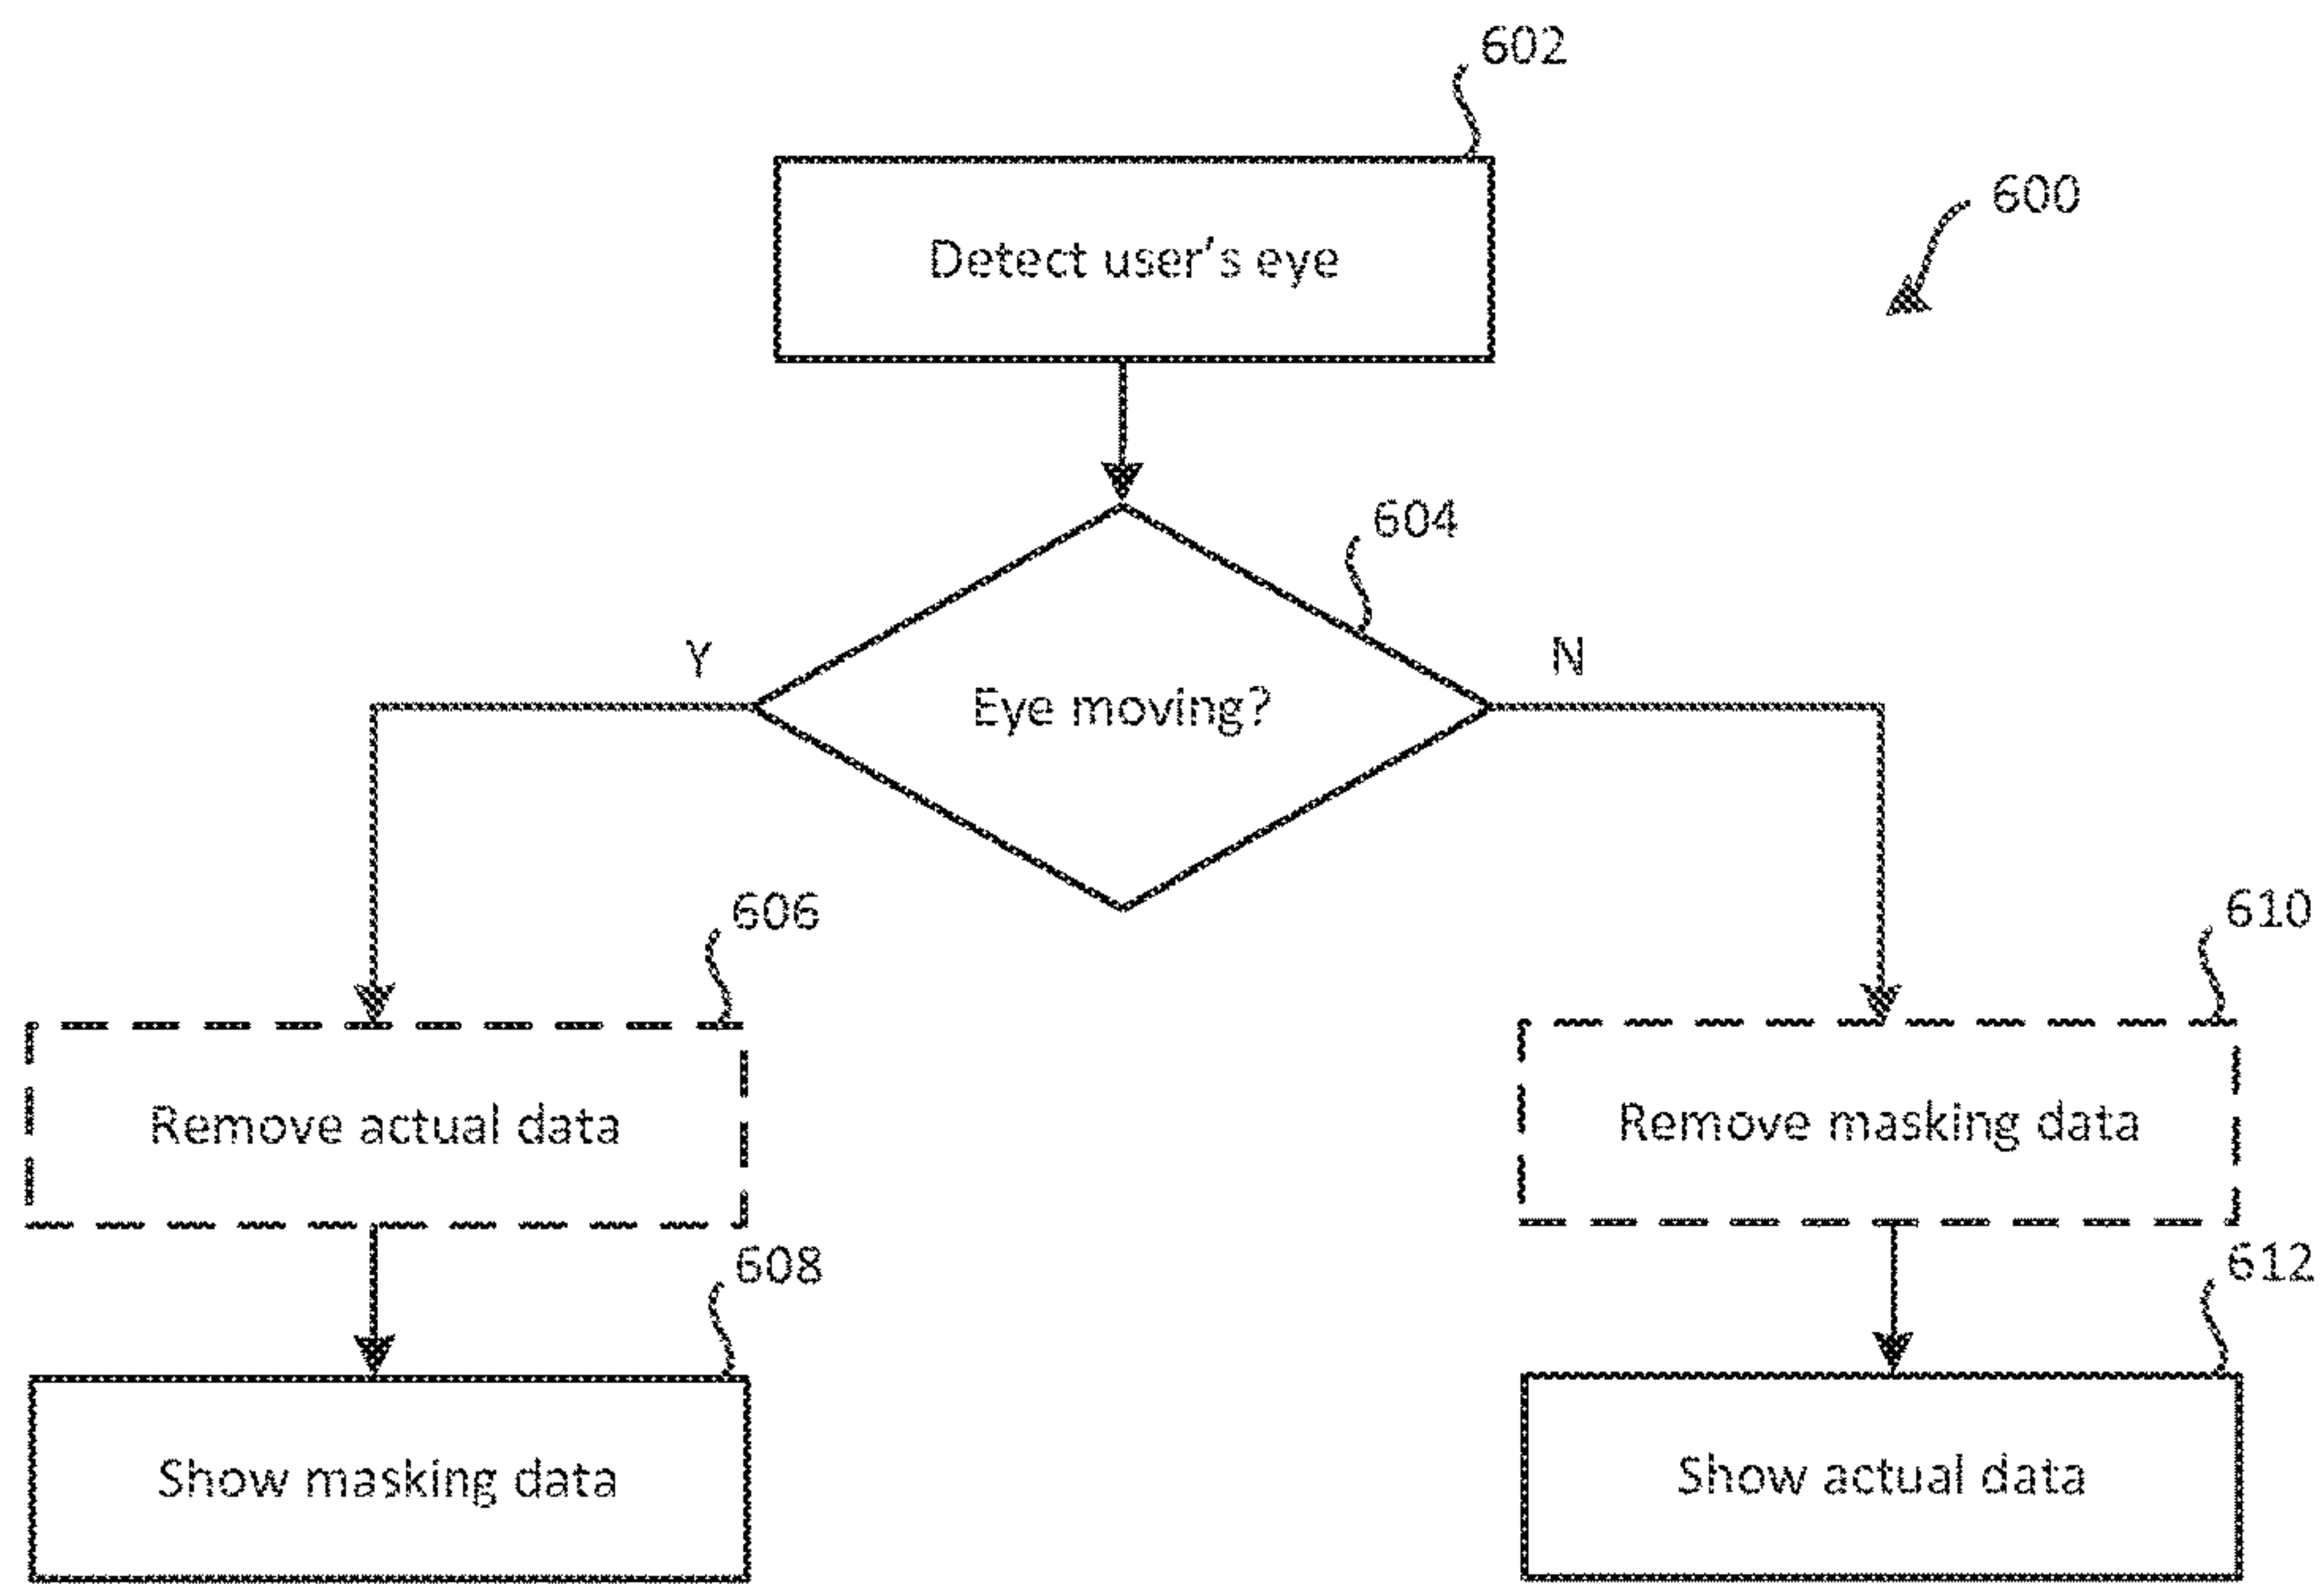 602
600
Detect user's eye
604
Y
N
Eye moving?
606
610
Remove actual data
Remove masking data
608
612
Show masking data
Show actual data